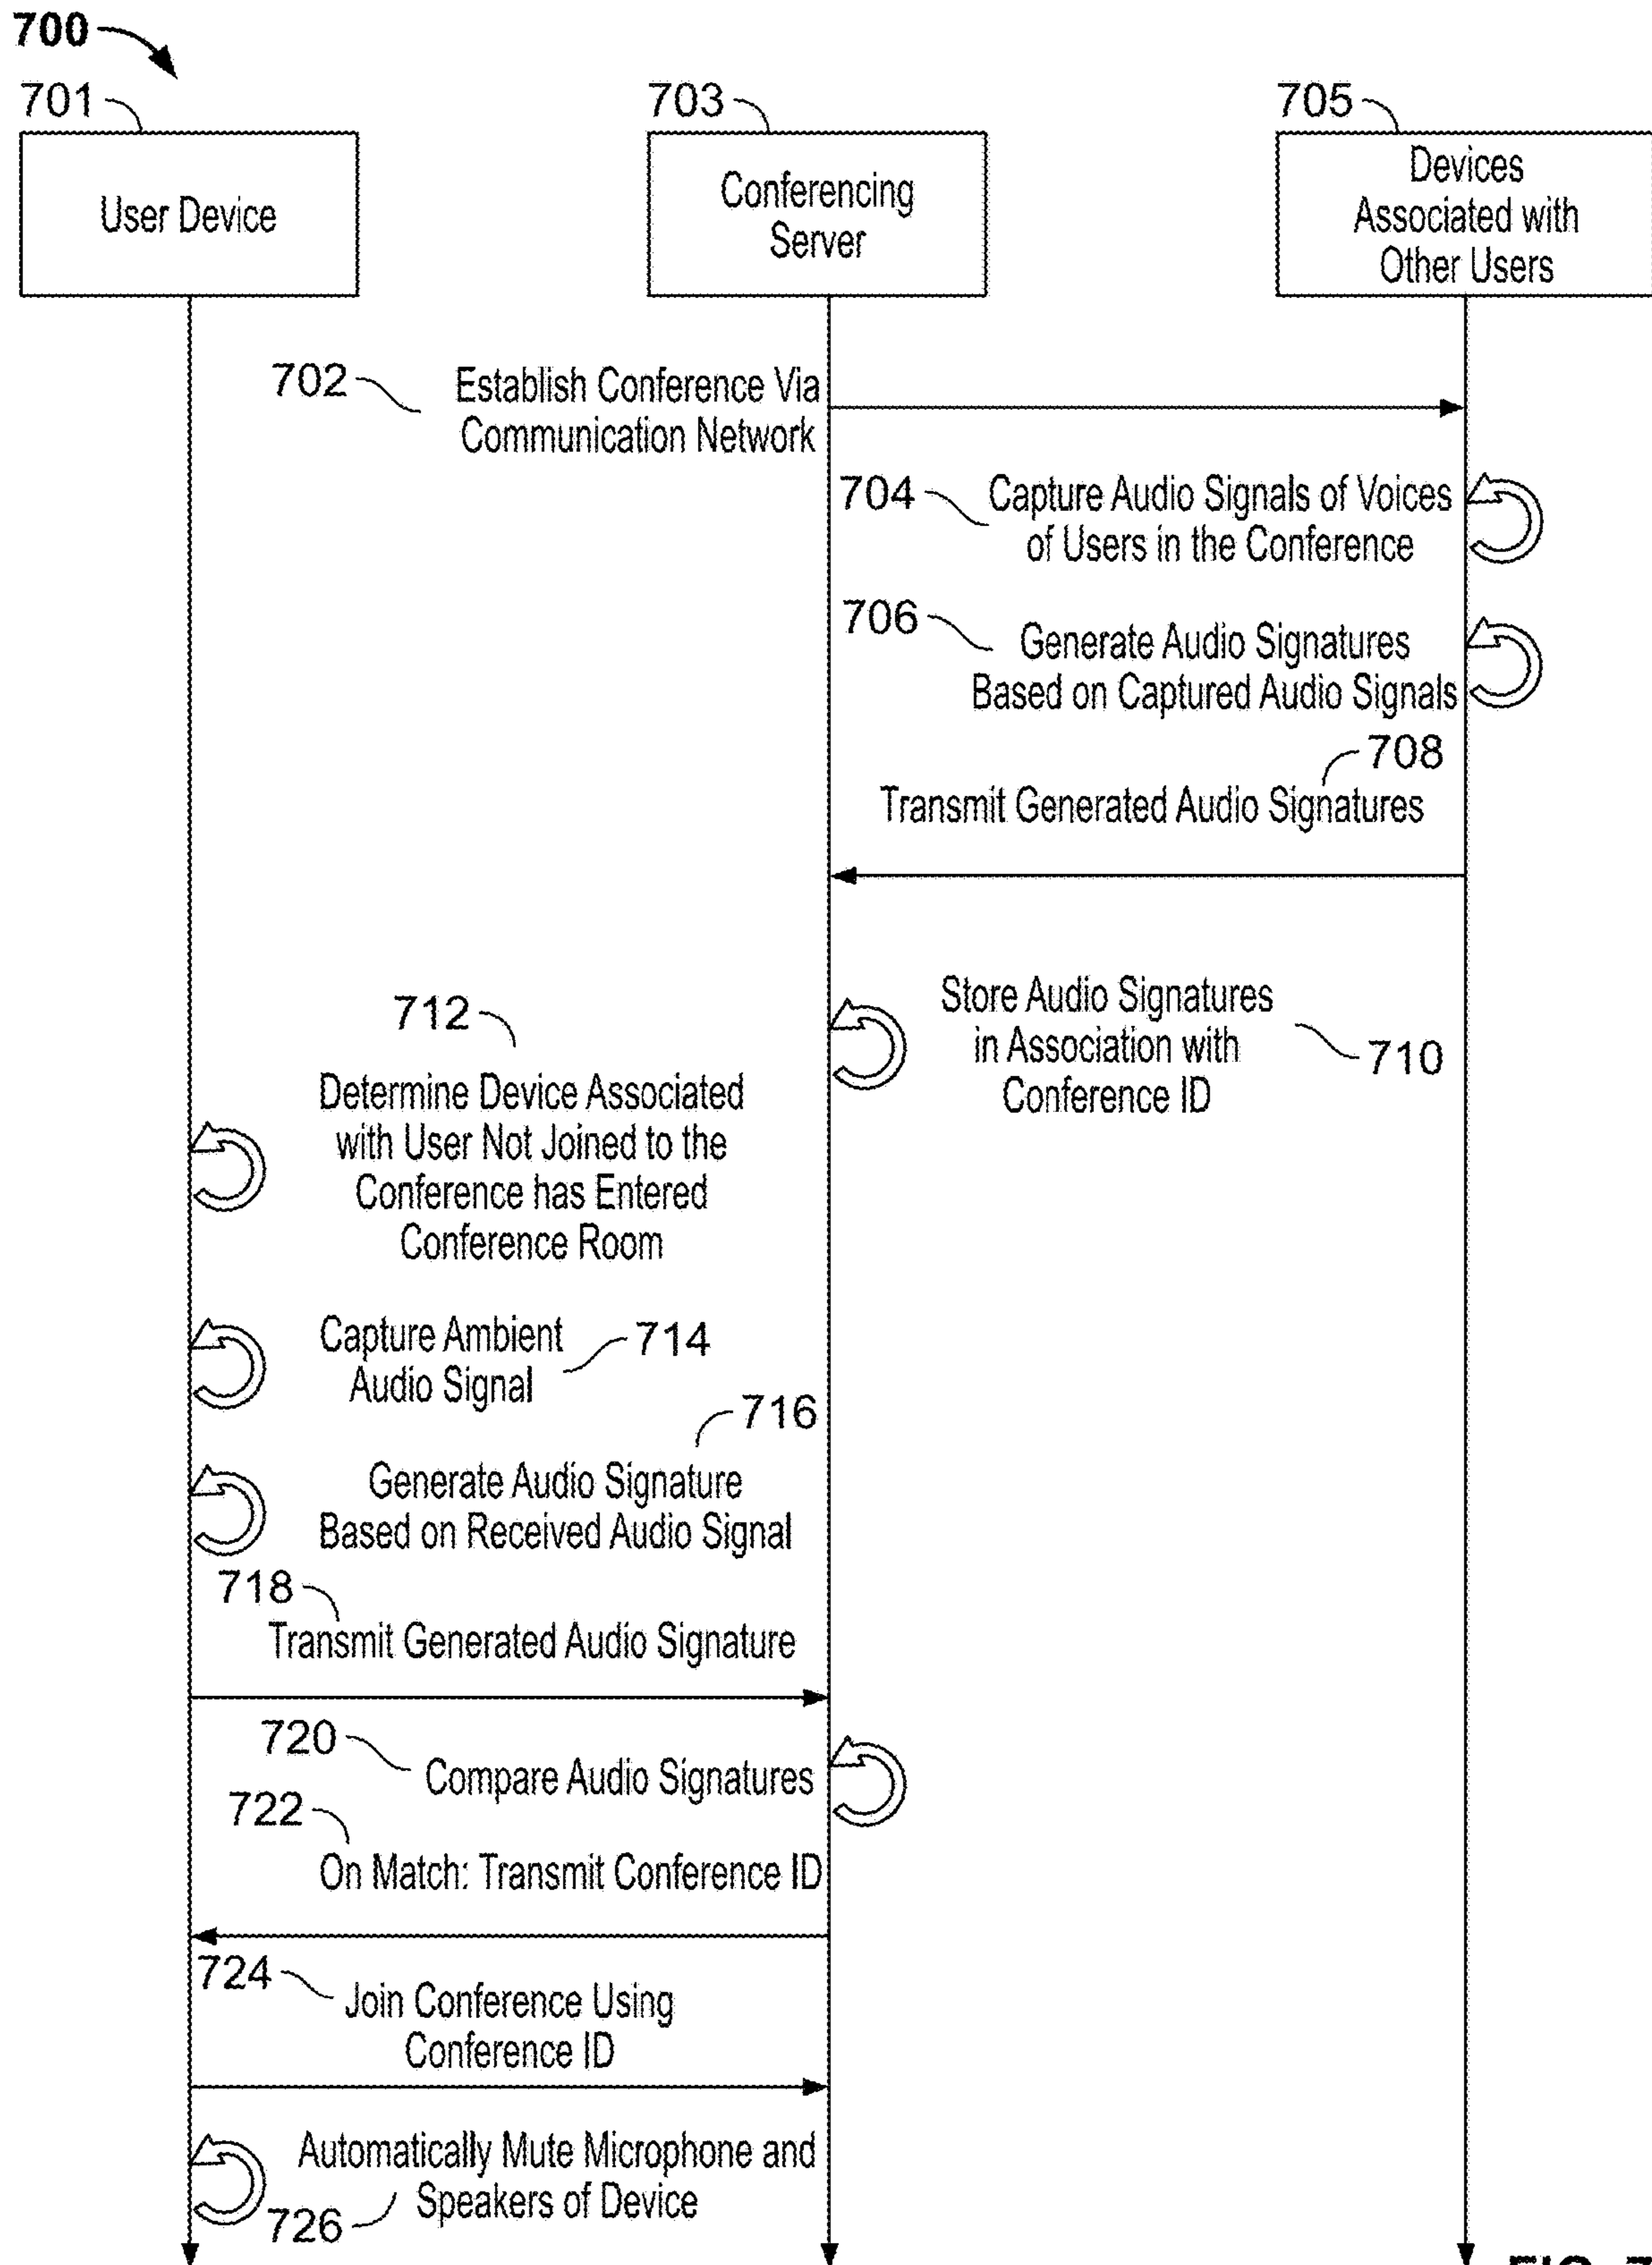 700
701
703
705
User Device
Conferencing
Server
Devices
Associated with
Other Users
702
Establish Conference Via
Communication Network
704
Capture Audio Signals of Voices
of Users in the Conference
706
Generate Audio Signatures
Based on Captured Audio Signals
708
Transmit Generated Audio Signatures
Store Audio Signatures
in Association with
Conference ID
710
712
Determine Device Associated
with User Not Joined to the
Conference has Entered
Conference Room
Capture Ambient
Audio Signal
714
716
Generate Audio Signature
Based on Received Audio Signal
718
Transmit Generated Audio Signature
720
Compare Audio Signatures
722
On Match: Transmit Conference ID
724
Join Conference Using
Conference ID
Automatically Mute Microphone and
Speakers of Device
726